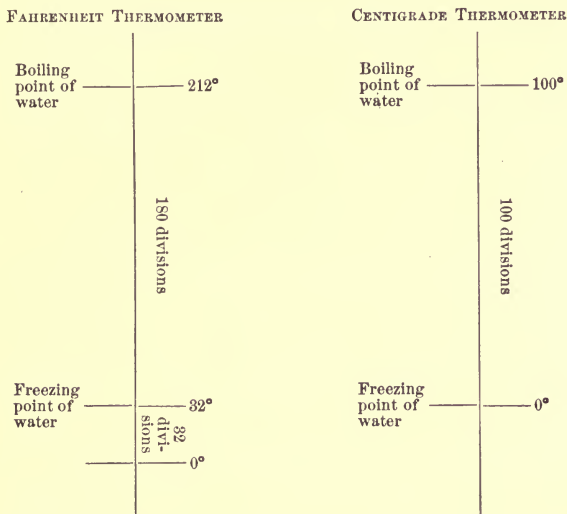 FAHRENHEIT THERMOMETER
Boiling
point of
water
212°
180 divisions
Freezing
point of
water
32°
32
divi-
sions
0°
CENTIGRADE THERMOMETER
Boiling
point of
water
100°
100 divisions
Freezing
point of
water
0°